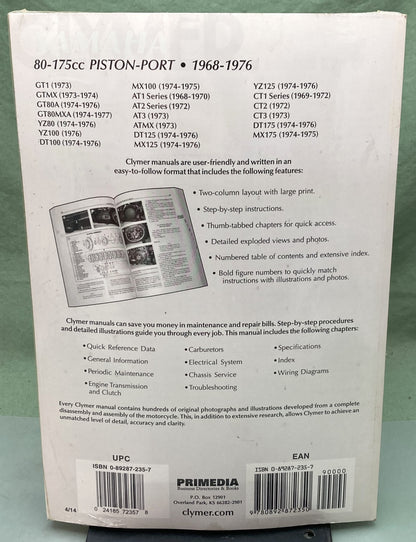 80-175cc PISTON-PORT • 1968-1976
GT1 (1973)
GTMX (1973-1974)
GT80A (1974-1976)
GT80MXA (1974-1977)
YZ80 (1974-1976)
YZ100 (1976)
DT100 (1974-1976)
MX100 (1974-1975)
AT1 Series (1968-1970)
AT2 Series (1972)
AT3 (1973)
ATMX (1973)
DT125 (1974-1976)
MX125 (1974-1976)
YZ125 (1974-1976)
CT1 Series (1969-1972)
CT2 (1972)
CT3 (1973)
DT175 (1974-1976)
MX175 (1974-1975)
Clymer manuals are user-friendly and written in an
easy-to-follow format that includes the following features:
• Two-column layout with large print.
• Step-by-step instructions.
• Thumb-tabbed chapters for quick access.
• Detailed exploded views and photos.
• Numbered table of contents and extensive index.
• Bold figure numbers to quickly match
instructions with illustrations and photos.
Clymer manuals can save you money in maintenance and repair bills. Step-by-step procedures
and detailed illustrations guide you through every job. This manual includes the following chapters:
• Quick Reference Data
• General Information
• Periodic Maintenance
• Engine Transmission
and Clutch
• Carburetors
• Electrical System
• Chassis Service
• Troubleshooting
• Specifications
• Index
• Wiring Diagrams
Every Clymer manual contains hundreds of original photographs and illustrations developed from a complete
disassembly and assembly of the motorcycle. This, in addition to extensive research, allows Clymer to achieve an
unmatched level of detail, accuracy and clarity.
UPC
ISBN 0-89287-235-7
0 24185 72357 8
4/14
PRIMEDIA
Business Directories & Books
P.O. Box 12901
Overland Park, KS 66282-2901
clymer.com
EAN
ISBN 0-89287-235-7
90000
9 780892 872350